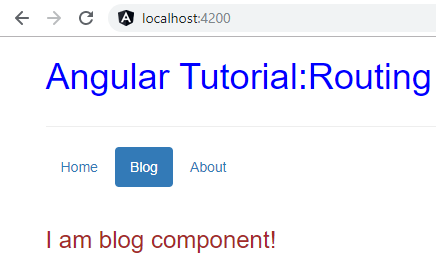 localhost:4200
Angular Tutorial:Routing
Home Blog About
I am blog component!